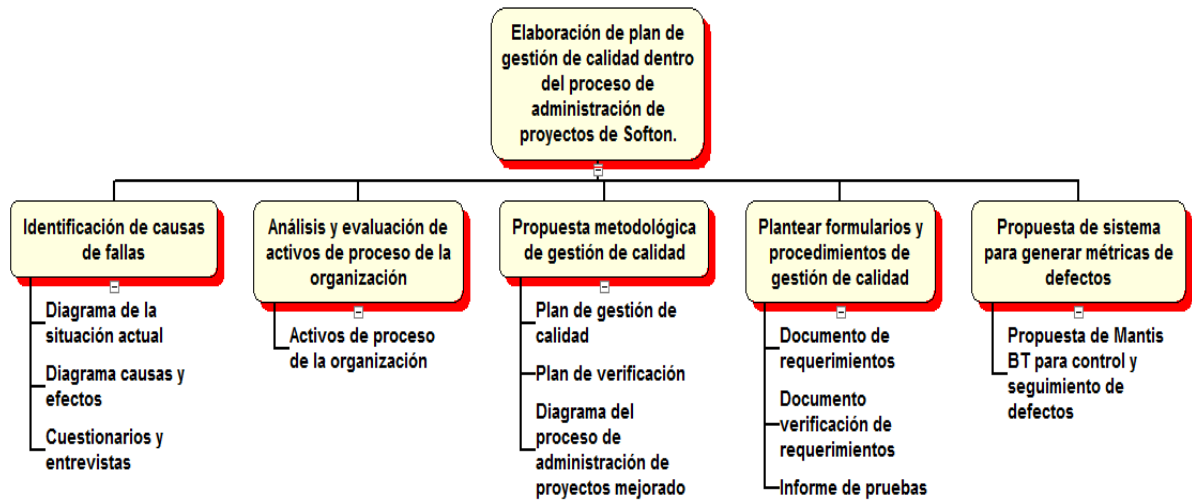 Elaboración de plan de
gestión de calidad dentro
del proceso de
administración de
proyectos de Softon.
Identificación de causas
de fallas
Diagrama de la
situación actual
Diagrama causas y
efectos
Cuestionarios y
entrevistas
Análisis y evaluación de
activos de proceso de la
organización
Activos de proceso
de la organización
Propuesta metodológica
de gestión de calidad
Plan de gestión de
calidad
Plan de verificación
Diagrama del
proceso de
administración de
proyectos mejorado
Plantear formularios y
procedimientos de
gestión de calidad
Documento de
requerimientos
Documento
verificación de
requerimientos
Informe de pruebas
Propuesta de sistema
para generar métricas de
defectos
Propuesta de Mantis
BT para control y
seguimiento de
defectos